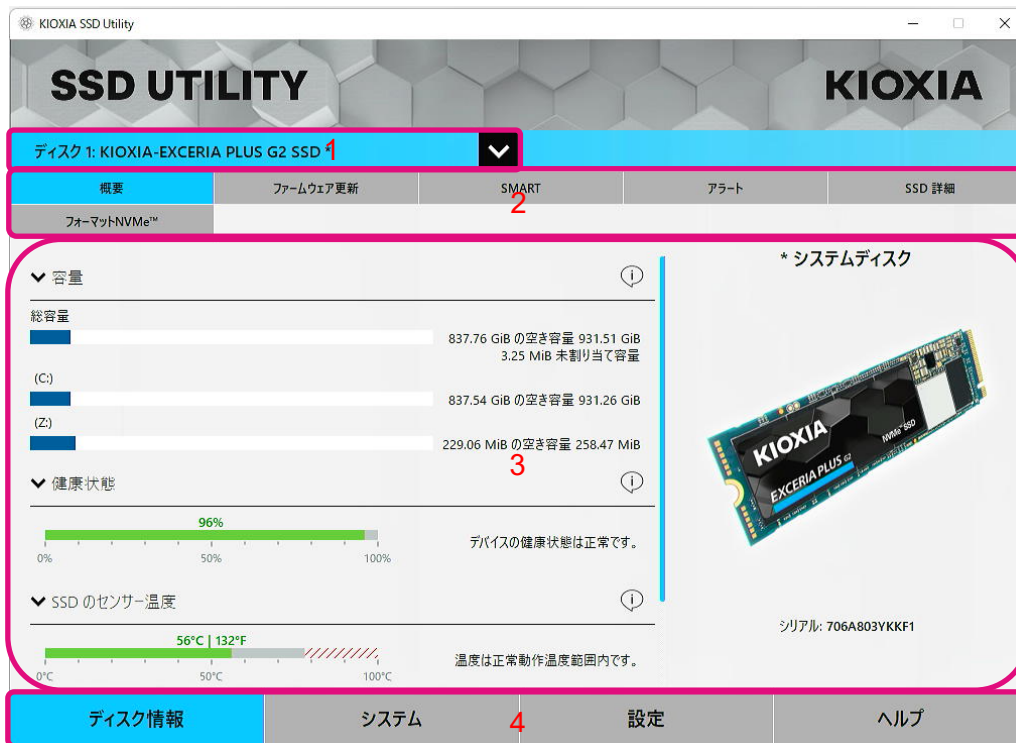 KIOXIA SSD Utility
SSD UTILITY
KIOXIA
ディスク 1: KIOXIA-EXCERIA PLUS G2 SSD *
1
概要
ファームウェア更新
SMART
アラート
SSD 詳細
2
フォーマットNVMe™
容量
* システムディスク
総容量
837.76 GiB の空き容量 931.51 GiB
3.25 MiB 未割り当て容量
(C:)
837.54 GiB の空き容量 931.26 GiB
(Z:)
229.06 MiB の空き容量 258.47 MiB
3
KIOXIA
NVMe™ SSD
EXCERIA PLUS G2
健康状態
96%
デバイスの健康状態は正常です。
0% 50% 100%
SSD のセンサー温度
シリアル: 706A803YKKF1
56°C | 132°F
温度は正常動作温度範囲内です。
0°C 50°C 100°C
ディスク情報
システム
4
設定
ヘルプ